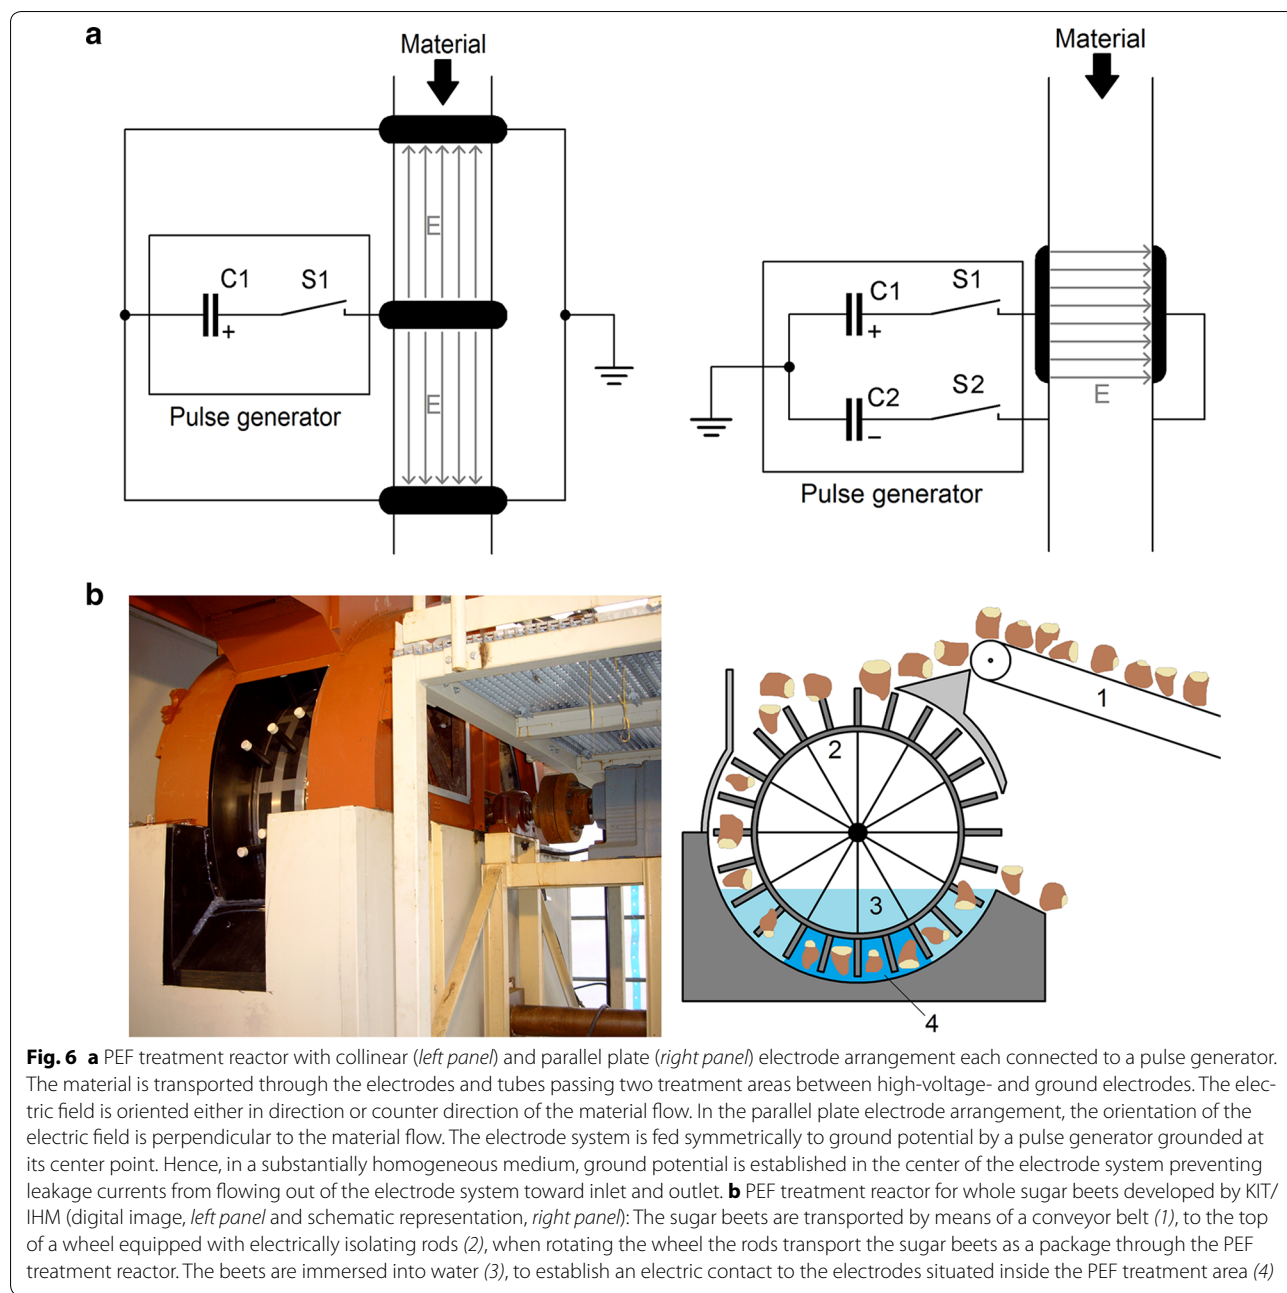 a
Material
Material
E
C1
S1
+
Pulse generator
E
C1
S1
+
C2
S2
−
E
Pulse generator
b
1
2
3
4
Fig. 6 a PEF treatment reactor with collinear (left panel) and parallel plate (right panel) electrode arrangement each connected to a pulse generator.
The material is transported through the electrodes and tubes passing two treatment areas between high-voltage- and ground electrodes. The elec-
tric field is oriented either in direction or counter direction of the material flow. In the parallel plate electrode arrangement, the orientation of the
electric field is perpendicular to the material flow. The electrode system is fed symmetrically to ground potential by a pulse generator grounded at
its center point. Hence, in a substantially homogeneous medium, ground potential is established in the center of the electrode system preventing
leakage currents from flowing out of the electrode system toward inlet and outlet. b PEF treatment reactor for whole sugar beets developed by KIT/
IHM (digital image, left panel and schematic representation, right panel): The sugar beets are transported by means of a conveyor belt (1), to the top
of a wheel equipped with electrically isolating rods (2), when rotating the wheel the rods transport the sugar beets as a package through the PEF
treatment reactor. The beets are immersed into water (3), to establish an electric contact to the electrodes situated inside the PEF treatment area (4)